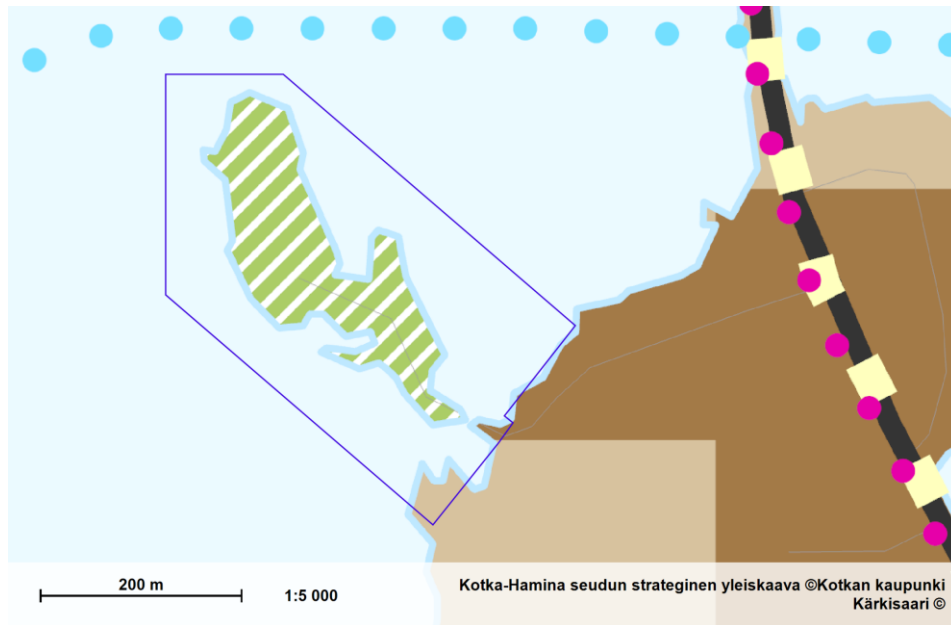 200 m
1:5 000
Kotka-Hamina seudun strateginen yleiskaava ©Kotkan kaupunki
Kärkisaari ©